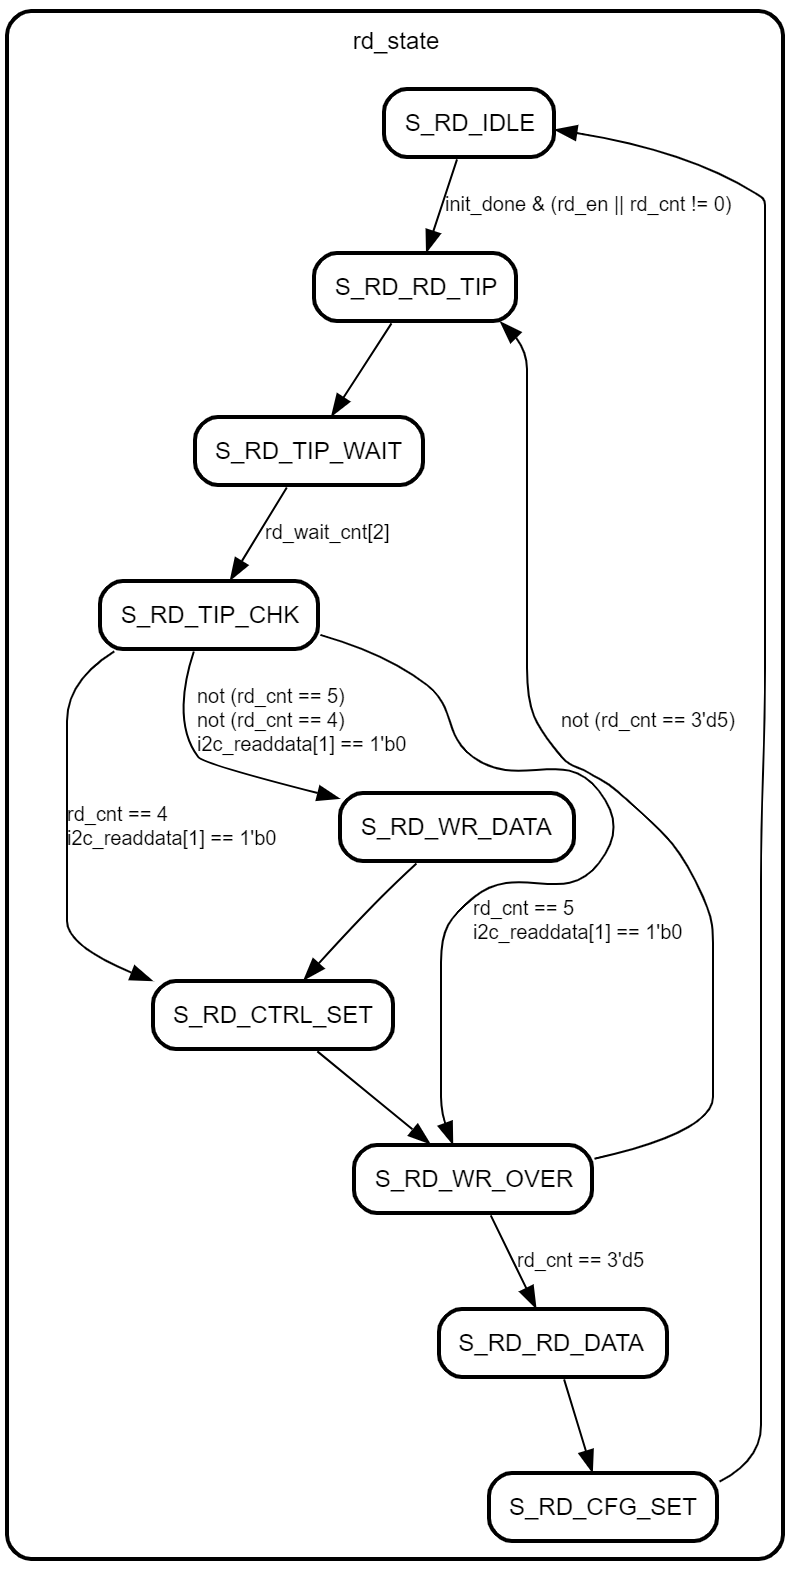 rd_state
S_RD_IDLE
init_done & (rd_en || rd_cnt != 0)
S_RD_RD_TIP
S_RD_TIP_WAIT
rd_wait_cnt[2]
S_RD_TIP_CHK
not (rd_cnt == 5)
not (rd_cnt == 4)
i2c_readdata[1] == 1'b0
not (rd_cnt == 3'd5)
rd_cnt == 4
i2c_readdata[1] == 1'b0
S_RD_WR_DATA
rd_cnt == 5
i2c_readdata[1] == 1'b0
S_RD_CTRL_SET
S_RD_WR_OVER
rd_cnt == 3'd5
S_RD_RD_DATA
S_RD_CFG_SET